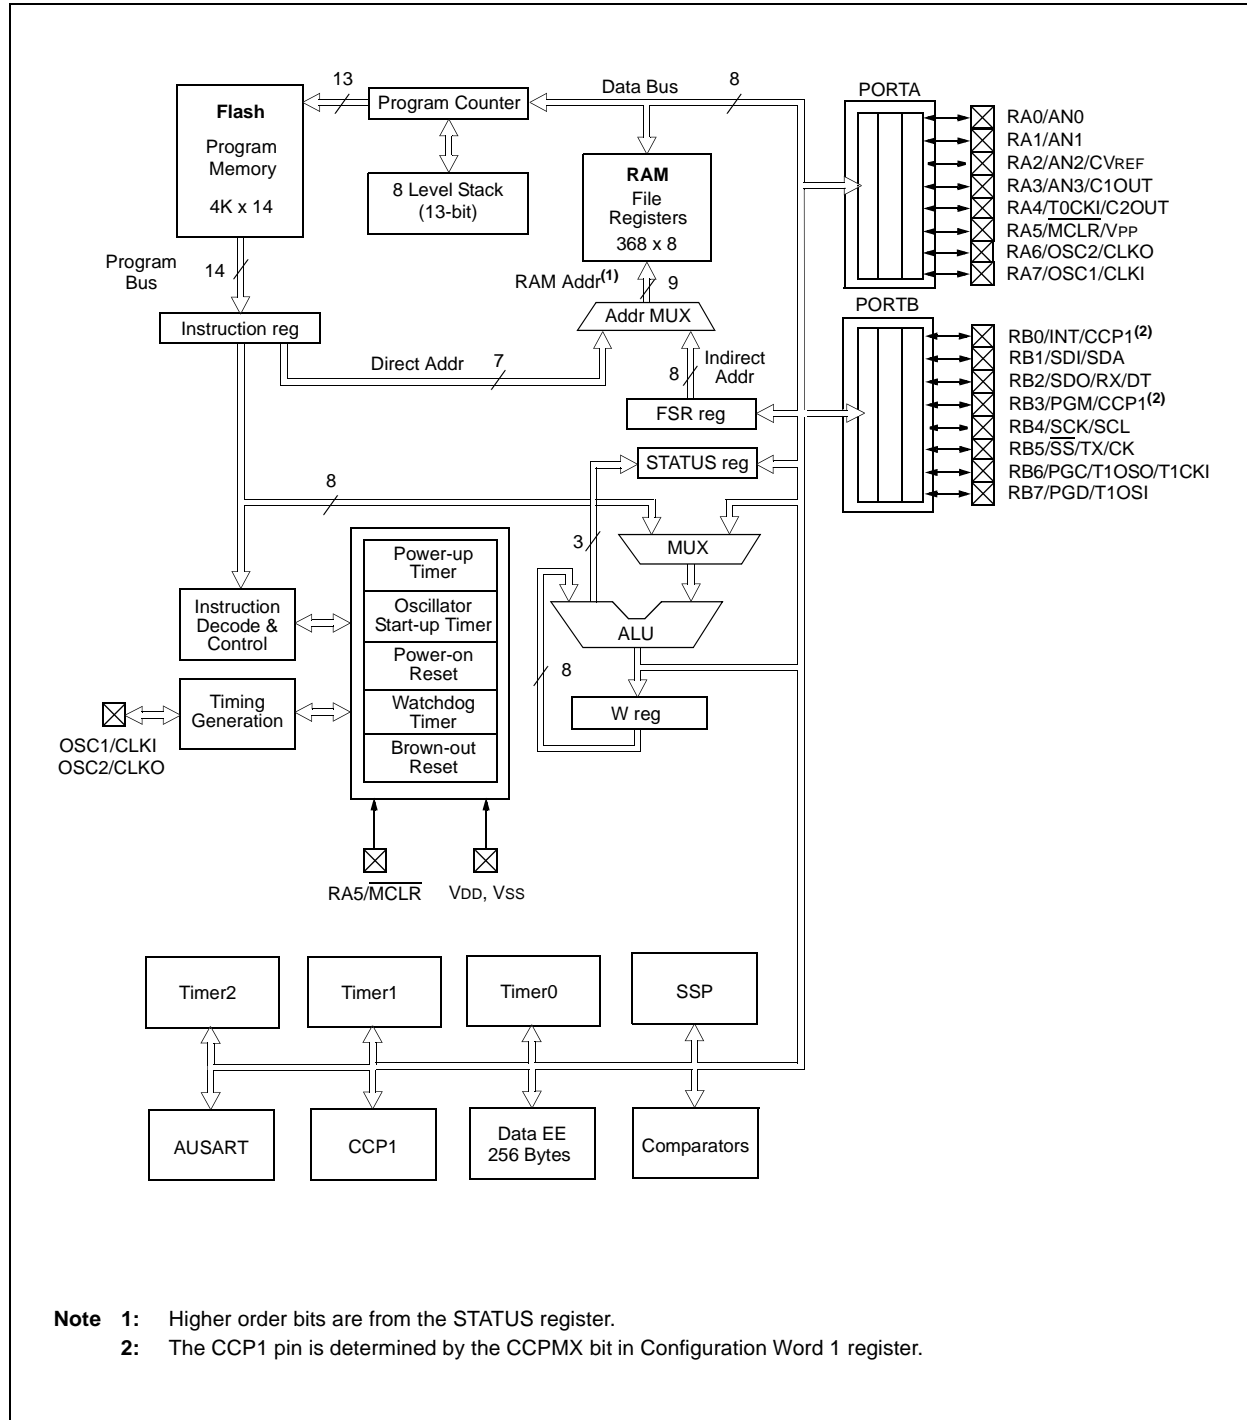 Flash
Program
Memory
4K x 14
13
Program Counter
8 Level Stack
(13-bit)
Data Bus
8
RAM
File
Registers
368 x 8
PORTA
RA0/AN0
RA1/AN1
RA2/AN2/CVREF
RA3/AN3/C1OUT
RA4/T0CKI/C2OUT
RA5/MCLR/VPP
RA6/OSC2/CLKO
RA7/OSC1/CLKI
Program
Bus
14
RAM Addr(1)
9
Instruction reg
Addr MUX
Direct Addr
7
8
Indirect
Addr
FSR reg
PORTB
RB0/INT/CCP1(2)
RB1/SDI/SDA
RB2/SDO/RX/DT
RB3/PGM/CCP1(2)
RB4/SCK/SCL
RB5/SS/TX/CK
RB6/PGC/T1OSO/T1CKI
RB7/PGD/T1OSI
STATUS reg
8
3
MUX
Power-up
Timer
Oscillator
Start-up Timer
Power-on
Reset
Watchdog
Timer
Brown-out
Reset
Instruction
Decode &
Control
ALU
8
W reg
Timing
Generation
OSC1/CLKI
OSC2/CLKO
RA5/MCLR
VDD, VSS
Timer2
Timer1
Timer0
SSP
AUSART
CCP1
Data EE
256 Bytes
Comparators
Note 1: Higher order bits are from the STATUS register.
2: The CCP1 pin is determined by the CCPMX bit in Configuration Word 1 register.